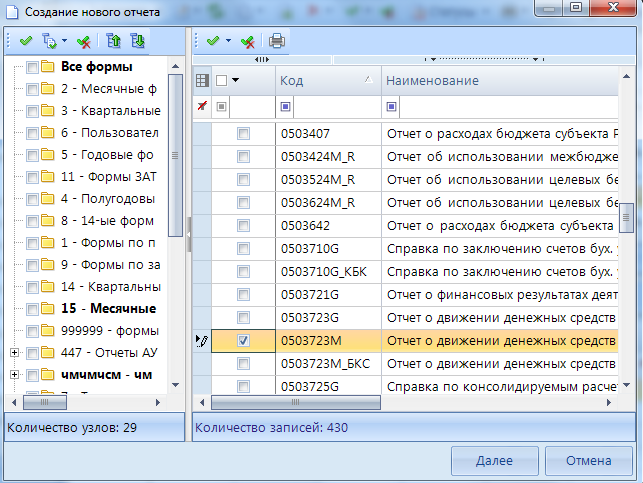 Создание нового отчета
Все формы
2 - Месячные ф
3 - Квартальные
6 - Пользовател
5 - Годовые фо
11 - Формы ЗАТ
4 - Полугодовы
8 - 14-ые форм
1 - Формы по п
9 - Формы по за
14 - Квартальны
15 - Месячные
999999 - формы
447 - Отчеты АУ
чмчмчсм - чм
Количество узлов: 29
Код Наименование
0503407 Отчет о расходах бюджета субъекта Р
0503424M_R Отчет об использовании межбюдже
0503524M_R Отчет об использовании целевых бе
0503624M_R Отчет об использовании целевых бе
0503642 Отчет о расходах бюджета субъекта
0503710G Справка по заключению счетов бух. у
0503710G_КБК Справка по заключению счетов бух. у
0503721G Отчет о финансовых результатах деят
0503723G Отчет о движении денежных средств
0503723M Отчет о движении денежных средств
0503723M_БКС Отчет о движении денежных средств
0503725G Справка по консолидируемым расче
Количество записей: 430
Далее Отмена